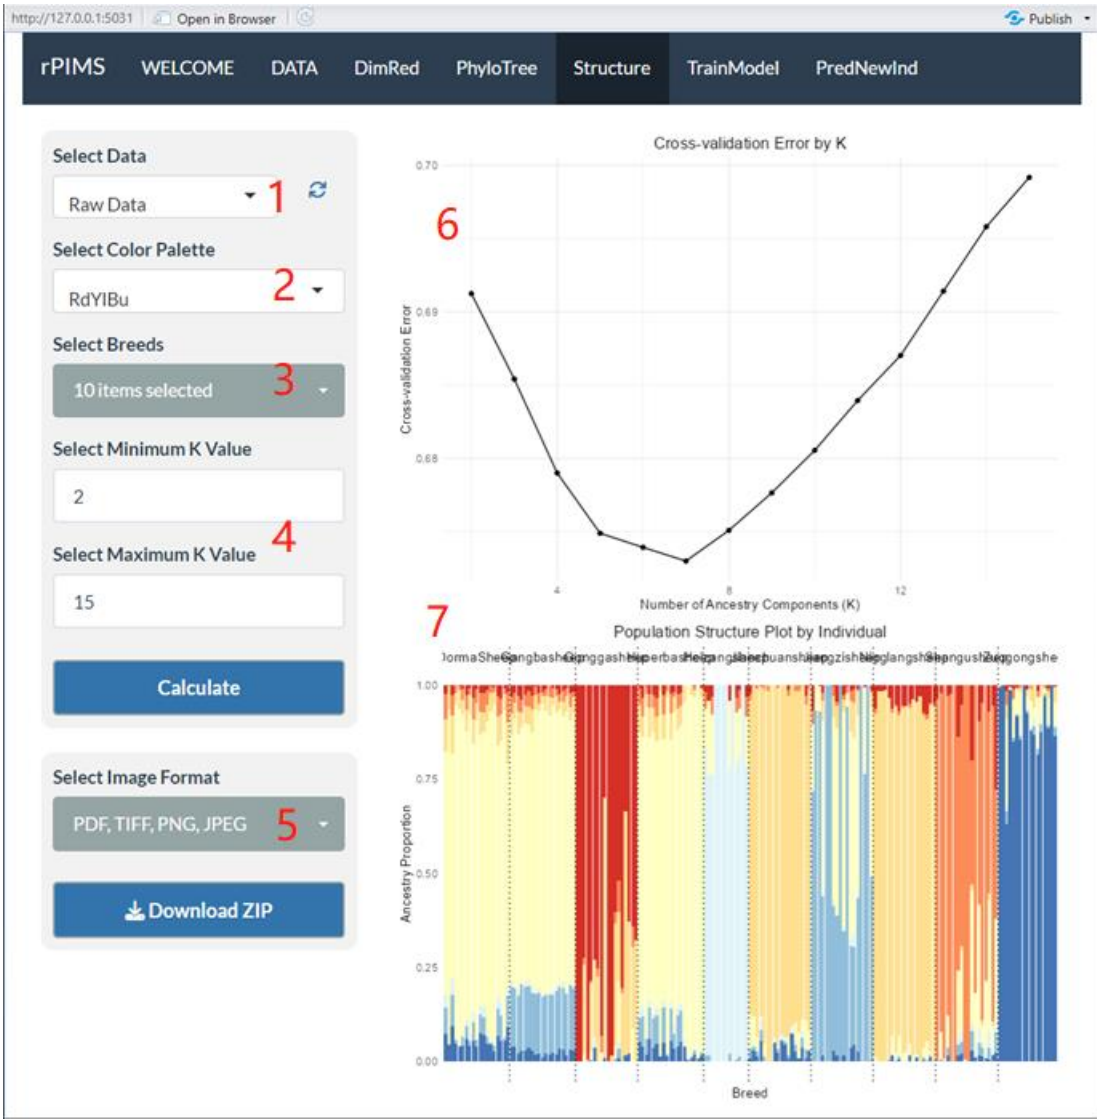 http://127.0.0.1:5031 Open in Browser Publish
rPIMS WELCOME DATA DimRed PhyloTree Structure TrainModel PredNewInd
Select Data
Raw Data 1
Select Color Palette
RdYlBu 2
Select Breeds
10 items selected 3
Select Minimum K Value
2
4
Select Maximum K Value
15
Calculate
Select Image Format
PDF, TIFF, PNG, JPEG 5
Download ZIP
Cross-validation Error by K
6
0.70
0.69
0.68
Cross-validation Error
4 8 12
Number of Ancestry Components (K)
7
Population Structure Plot by Individual
1.00
0.75
0.50
0.25
0.00
Ancestry Proportion
Breed